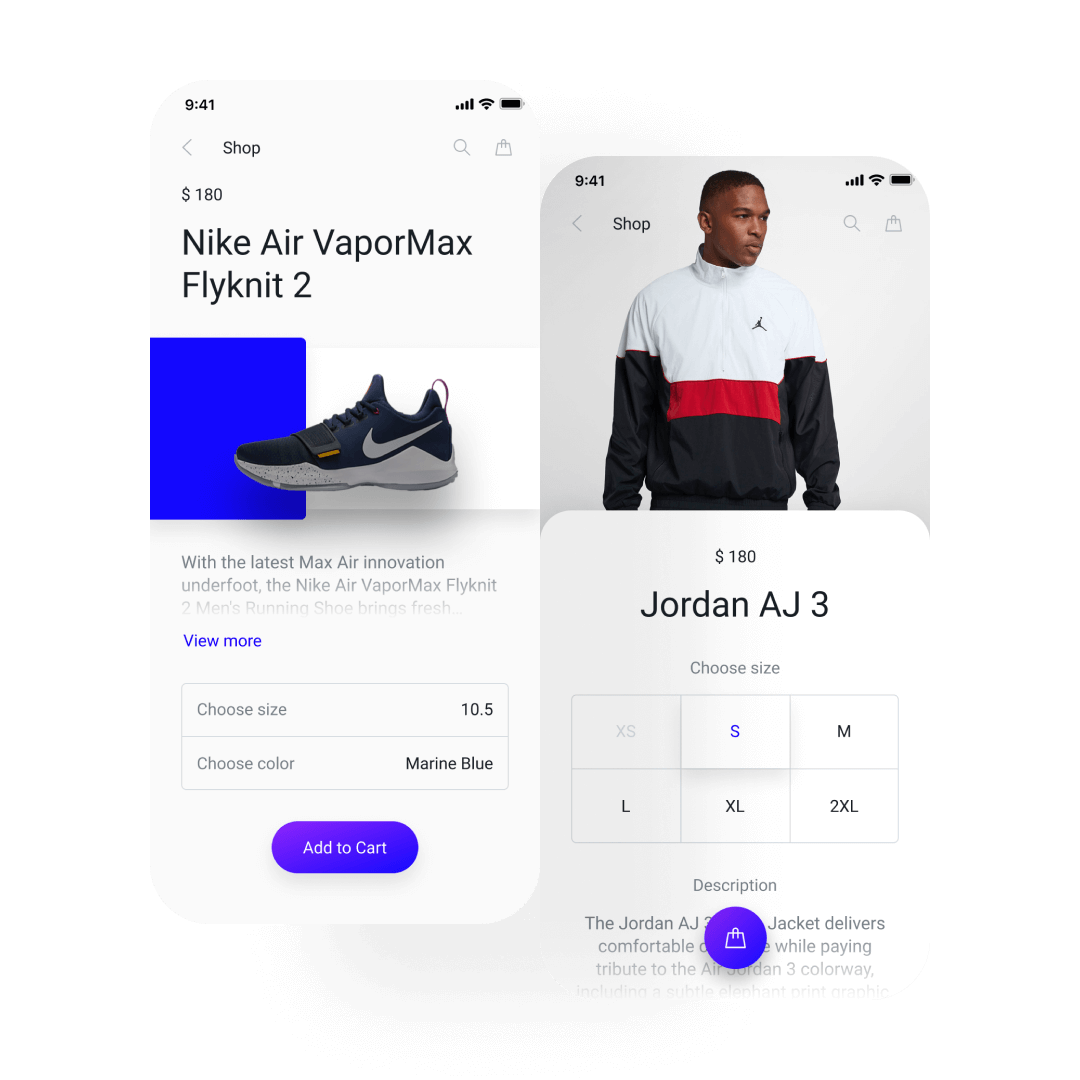 9:41
Shop
$ 180
Nike Air VaporMax
Flyknit 2
With the latest Max Air innovation
underfoot, the Nike Air VaporMax Flyknit
2 Men's Running Shoe brings fresh...
View more
Choose size 10.5
Choose color Marine Blue
Add to Cart
9:41
Shop
$ 180
Jordan AJ 3
Choose size
XS S M
L XL 2XL
Description
The Jordan AJ 3 Jacket delivers
comfortable while paying
tribute to the Air Jordan 3 colorway,
including a subtle elephant print graphic